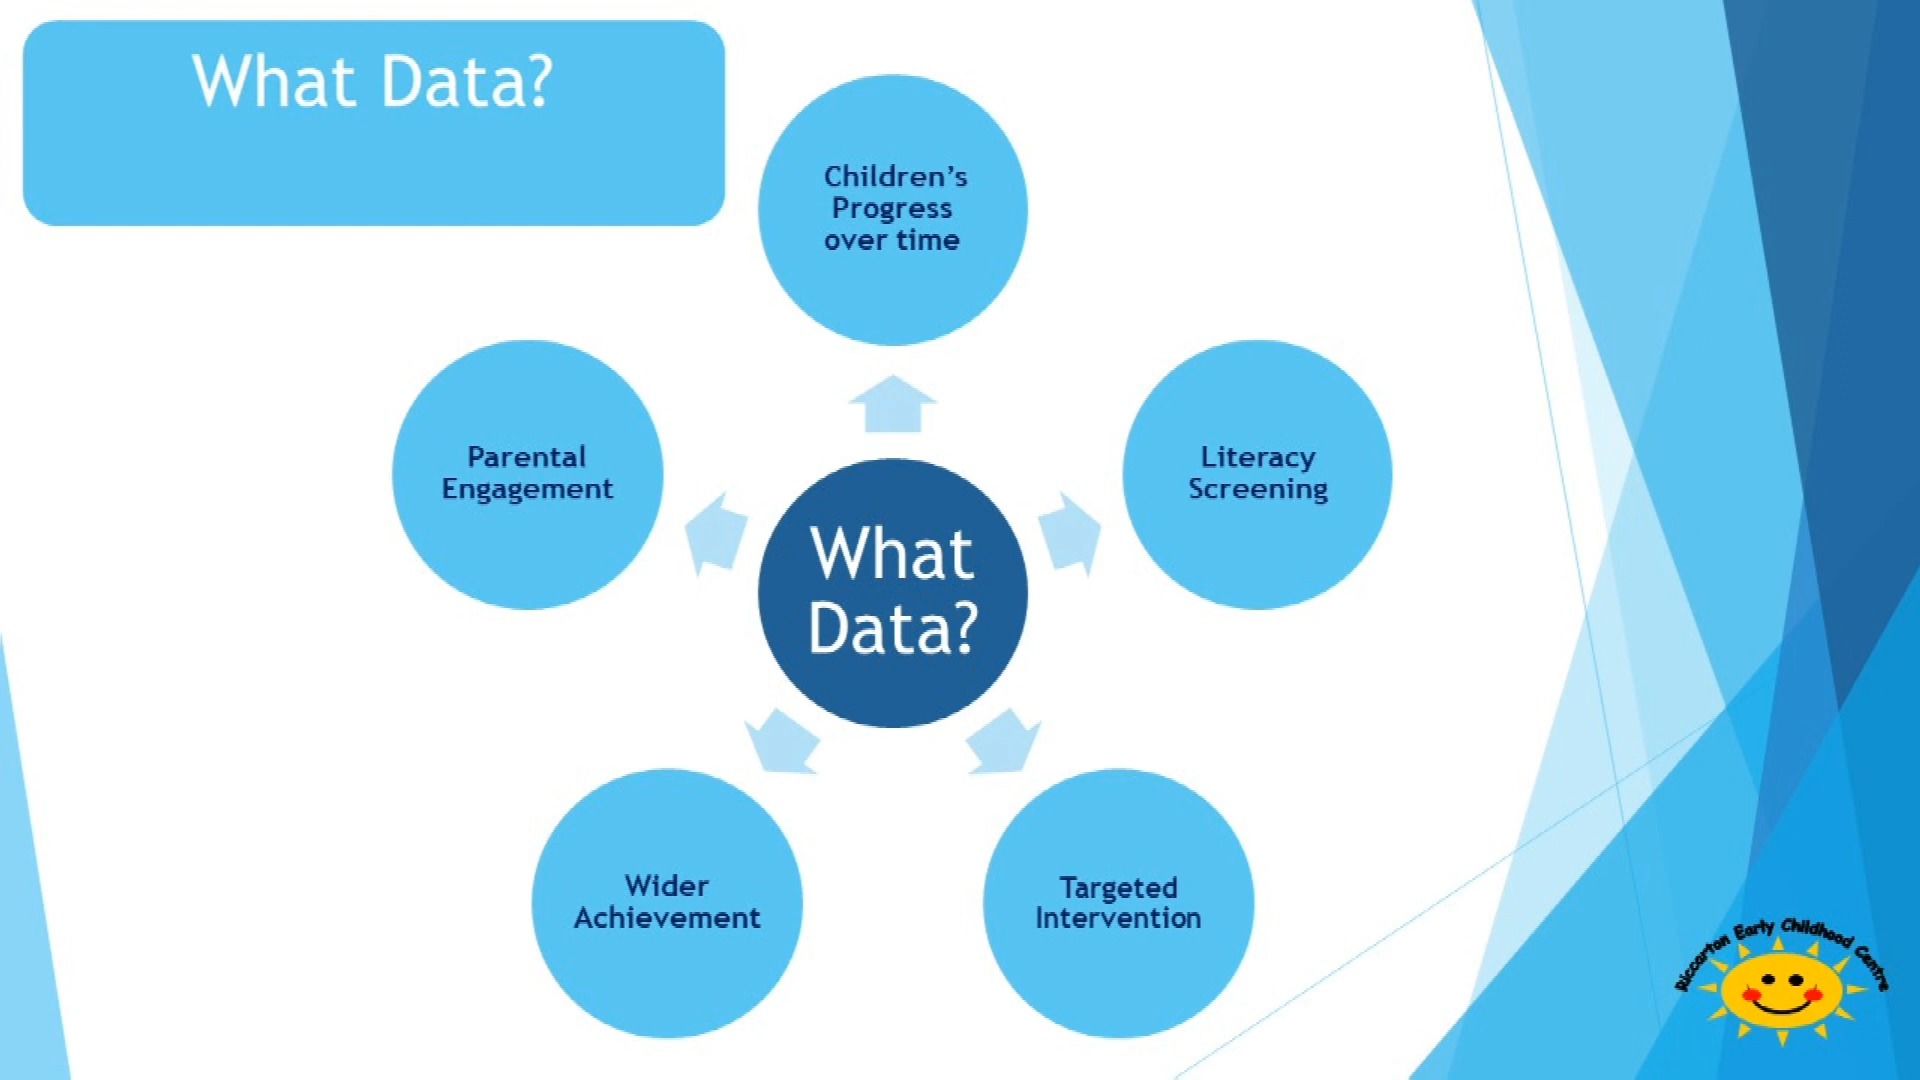 What Data?
Children's
Progress
over time
Parental
Engagement
Literacy
Screening
What
Data?
Wider
Achievement
Targeted
Intervention
Riccarton Early Childhood Centre